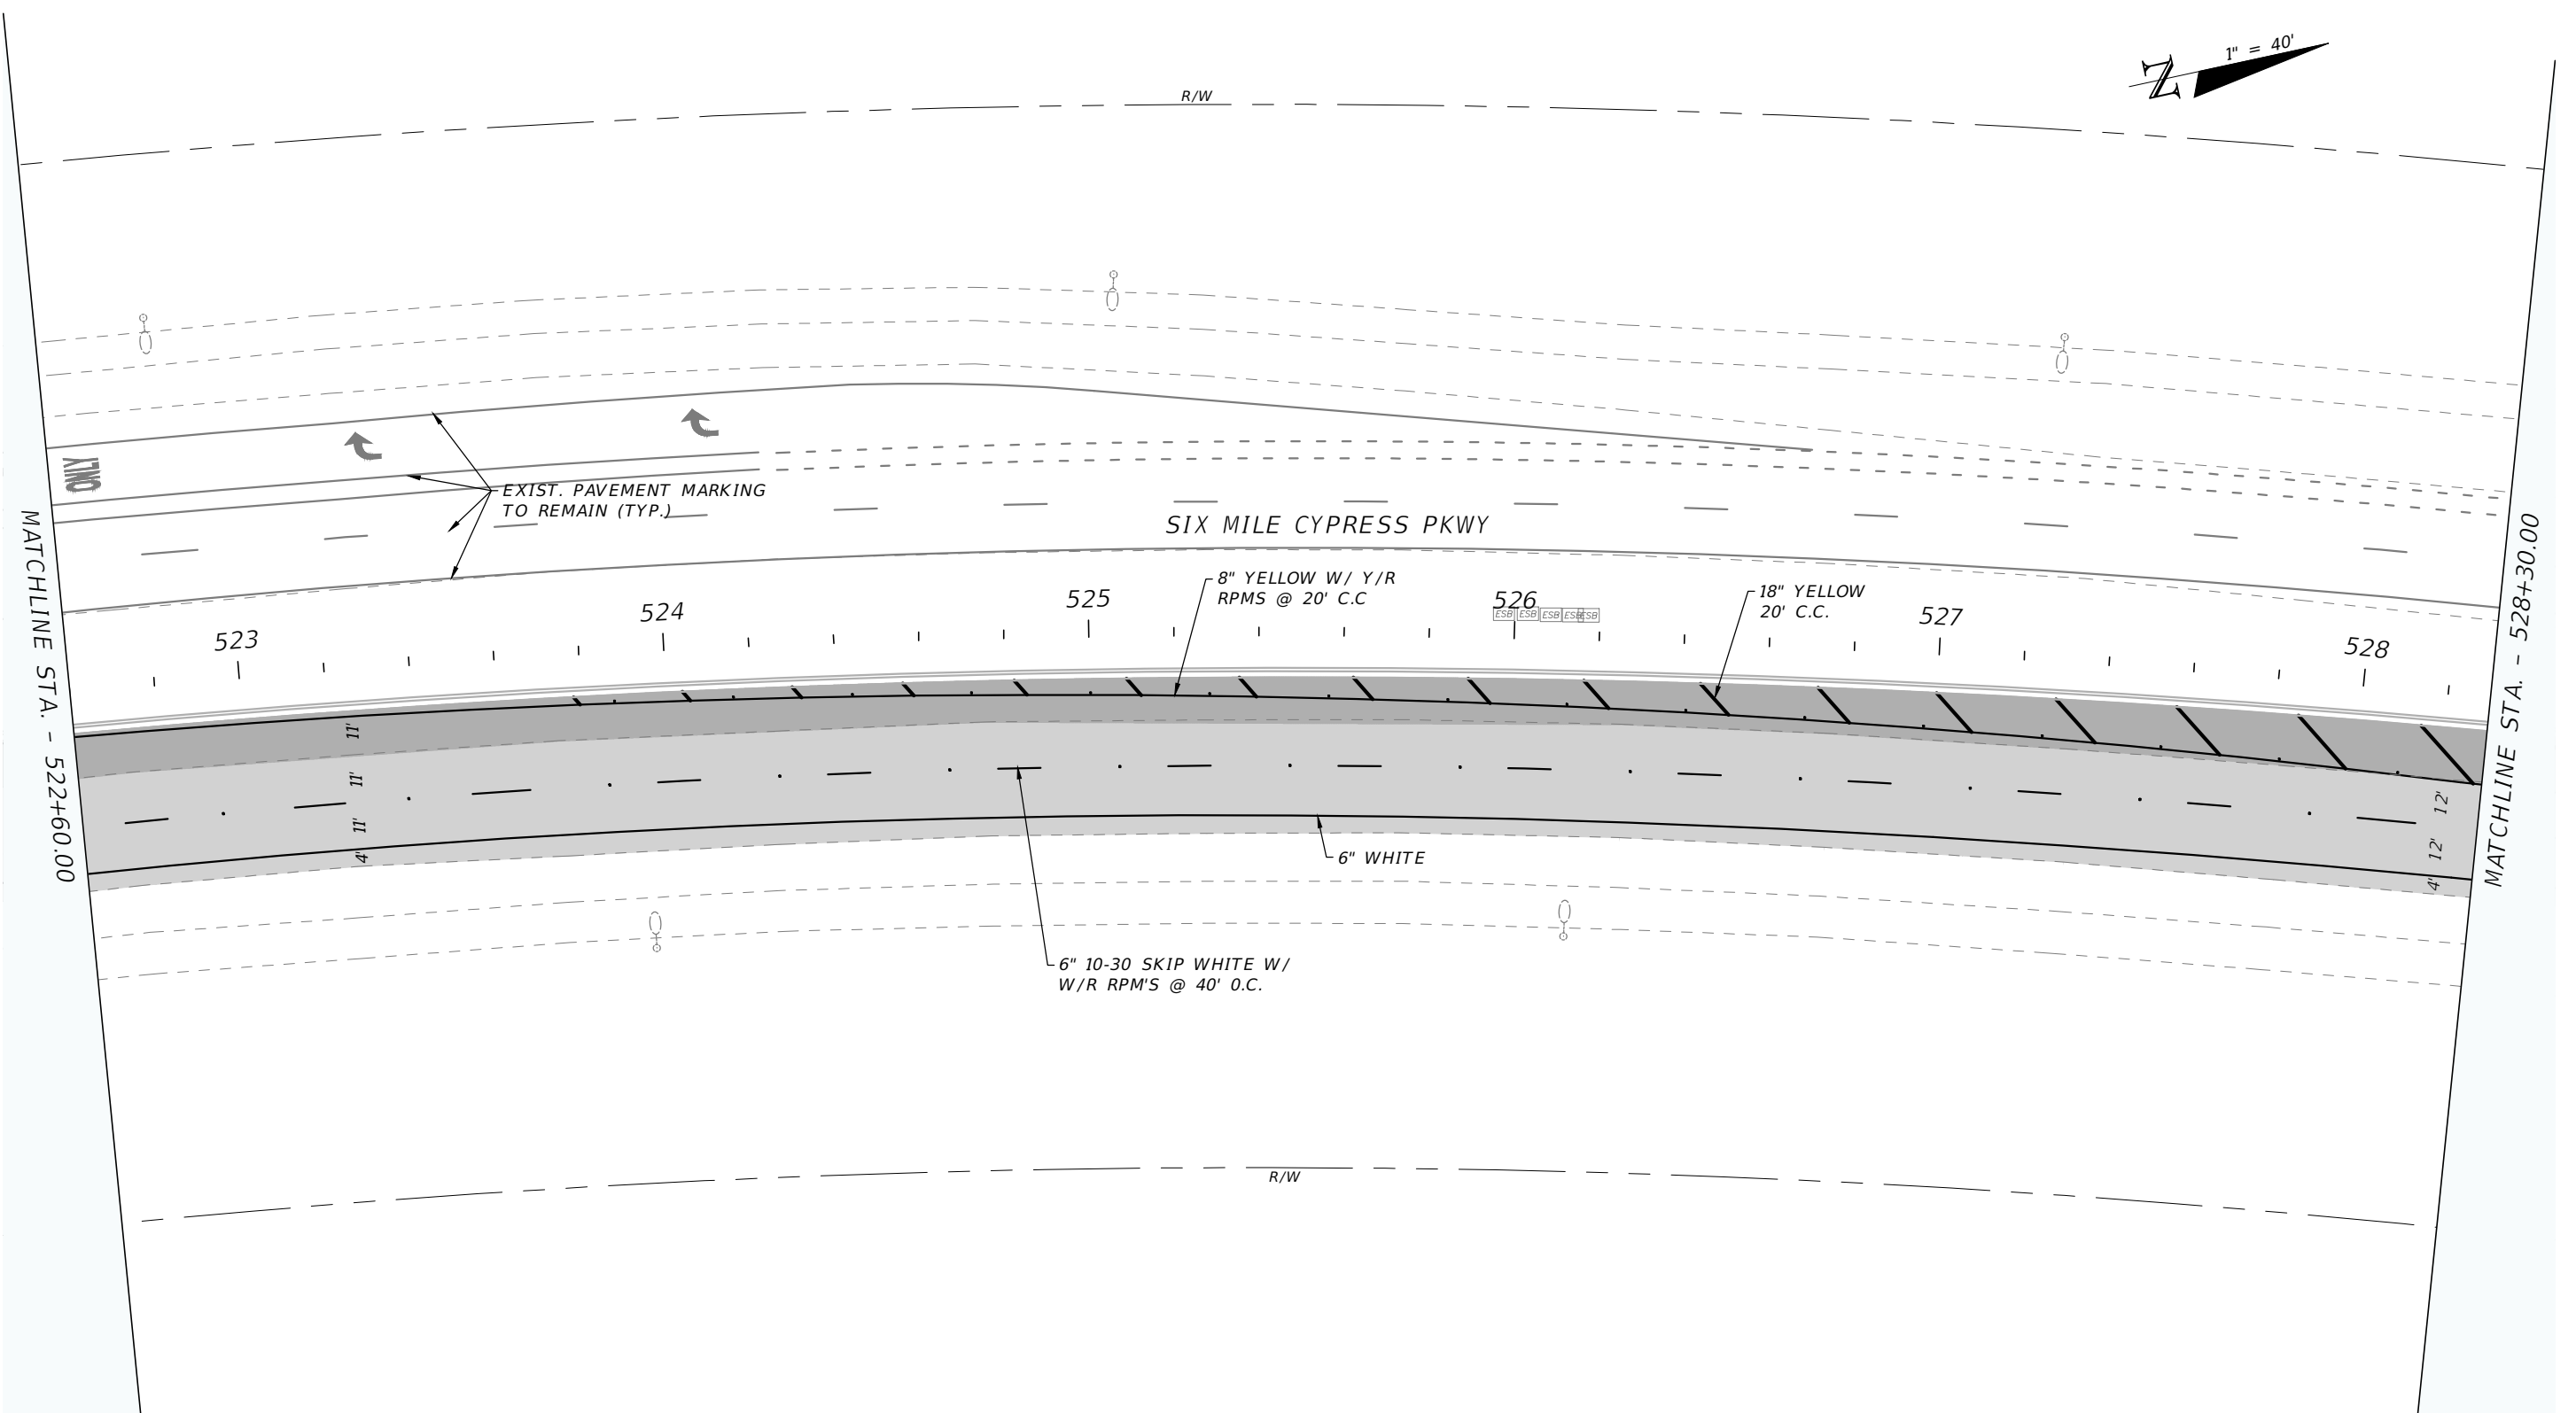 1" = 40'
N
R/W
ONLY
EXIST. PAVEMENT MARKING
TO REMAIN (TYP.)
SIX MILE CYPRESS PKWY
MATCHLINE STA. - 522+60.00
MATCHLINE STA. - 528+30.00
8" YELLOW W/ Y/R
RPMS @ 20' C.C
18" YELLOW
20' C.C.
523
524
525
526
527
528
ESB ESB ESB ESB ESB
11'
11'
11'
4'
12'
12'
4'
6" WHITE
6" 10-30 SKIP WHITE W/
W/R RPM'S @ 40' O.C.
R/W